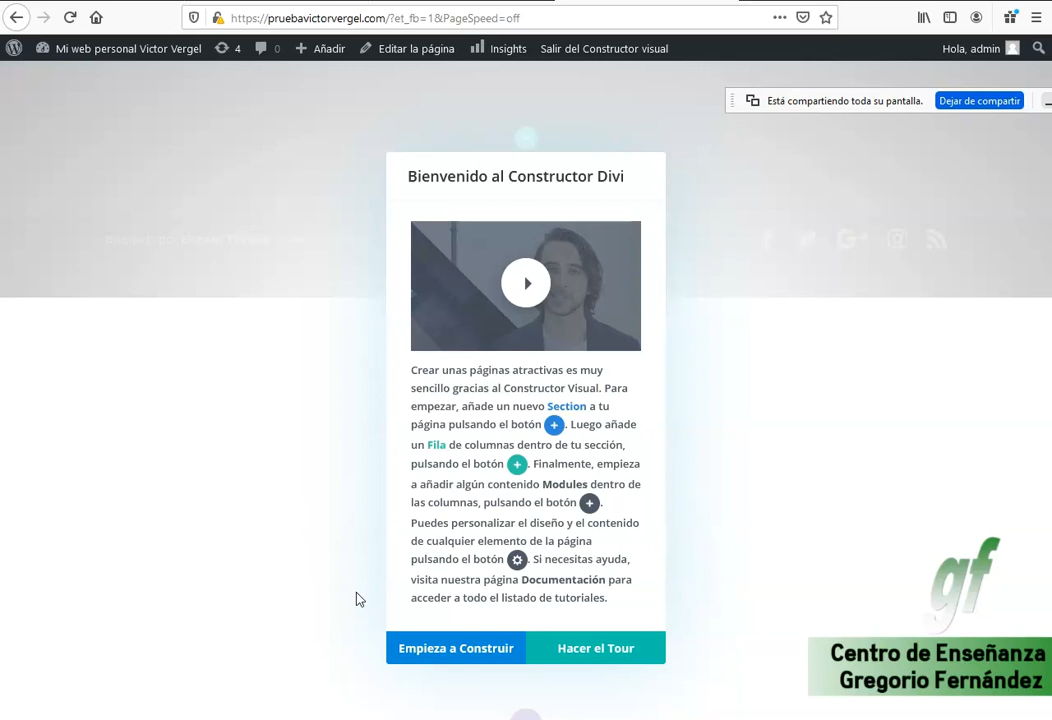 https://pruebavictorvergel.com/?et_fb=1&PageSpeed=off
Mi web personal Victor Vergel 4 0 Añadir Editar la página Insights Salir del Constructor visual Hola, admin
Está compartiendo toda su pantalla. Dejar de compartir
Bienvenido al Constructor Divi
Crear unas páginas atractivas es muy
sencillo gracias al Constructor Visual. Para
empezar, añade un nuevo Section a tu
página pulsando el botón +. Luego añade
un Fila de columnas dentro de tu sección,
pulsando el botón +. Finalmente, empieza
a añadir algún contenido Modules dentro de
las columnas, pulsando el botón +.
Puedes personalizar el diseño y el contenido
de cualquier elemento de la página
pulsando el botón . Si necesitas ayuda,
visita nuestra página Documentación para
acceder a todo el listado de tutoriales.
Empieza a Construir Hacer el Tour
gf
Centro de Enseñanza
Gregorio Fernández